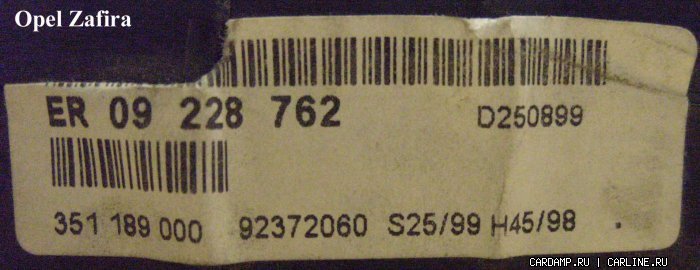 Opel Zafira
ER 09 228 762 D250899
351 189 000 92372060 S25/99 H45/98 .
CARDAMP.RU | CARLINE.RU